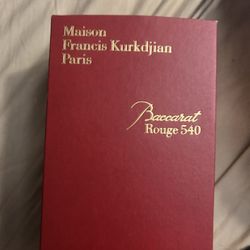 Maison
Francis Kurkdjian
Paris
Baccarat
Rouge 540